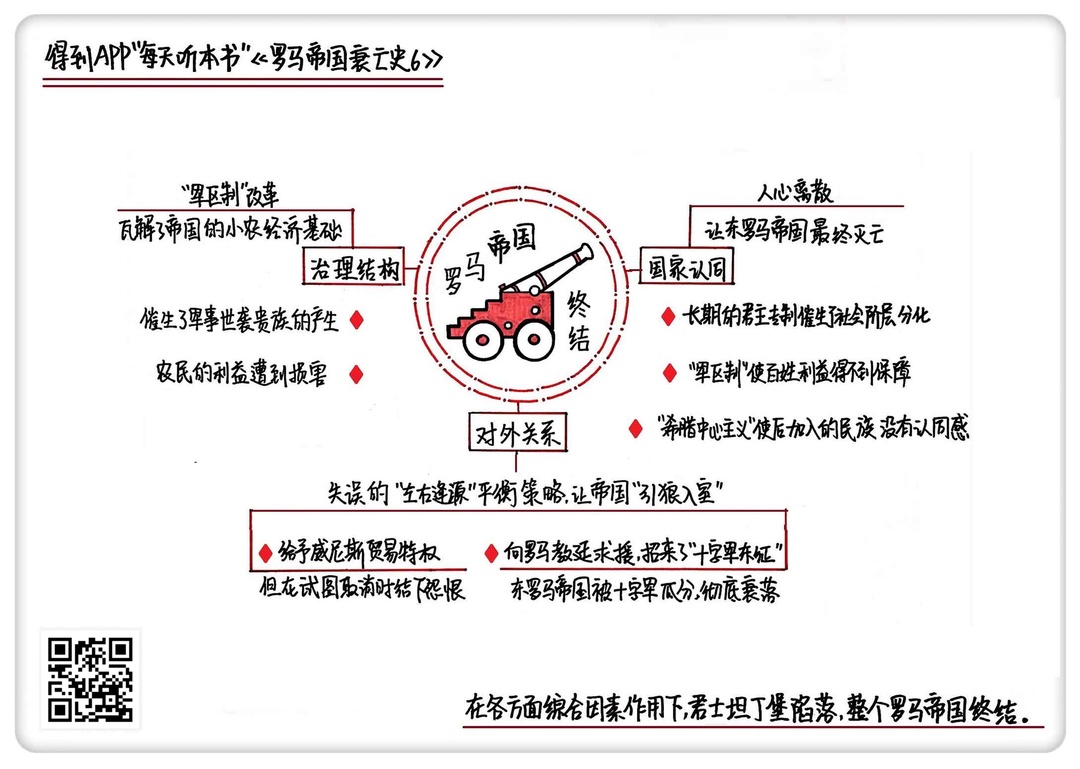 得到APP"每天听本书"《罗马帝国衰亡史6》
"军区制"改革
瓦解了帝国的小农经济基础
治理结构
催生了军事世袭贵族的产生
农民的利益遭到损害
罗马帝国
终结
人心离散
让东罗马帝国最终灭亡
国家认同
长期的君主专制催生了社会阶层分化
"军区制"使百姓利益得不到保障
"希腊中心主义"使后加入的民族没有认同感
对外关系
失误的"左右逢源"平衡策略,让帝国"引狼入室"
给予威尼斯贸易特权
但在试图取消时结下怨恨
向罗马教廷求援,招来了"十字军东征"
东罗马帝国被十字军瓜分,彻底衰落
在各方面综合因素作用下,君士坦丁堡陷落,整个罗马帝国终结。